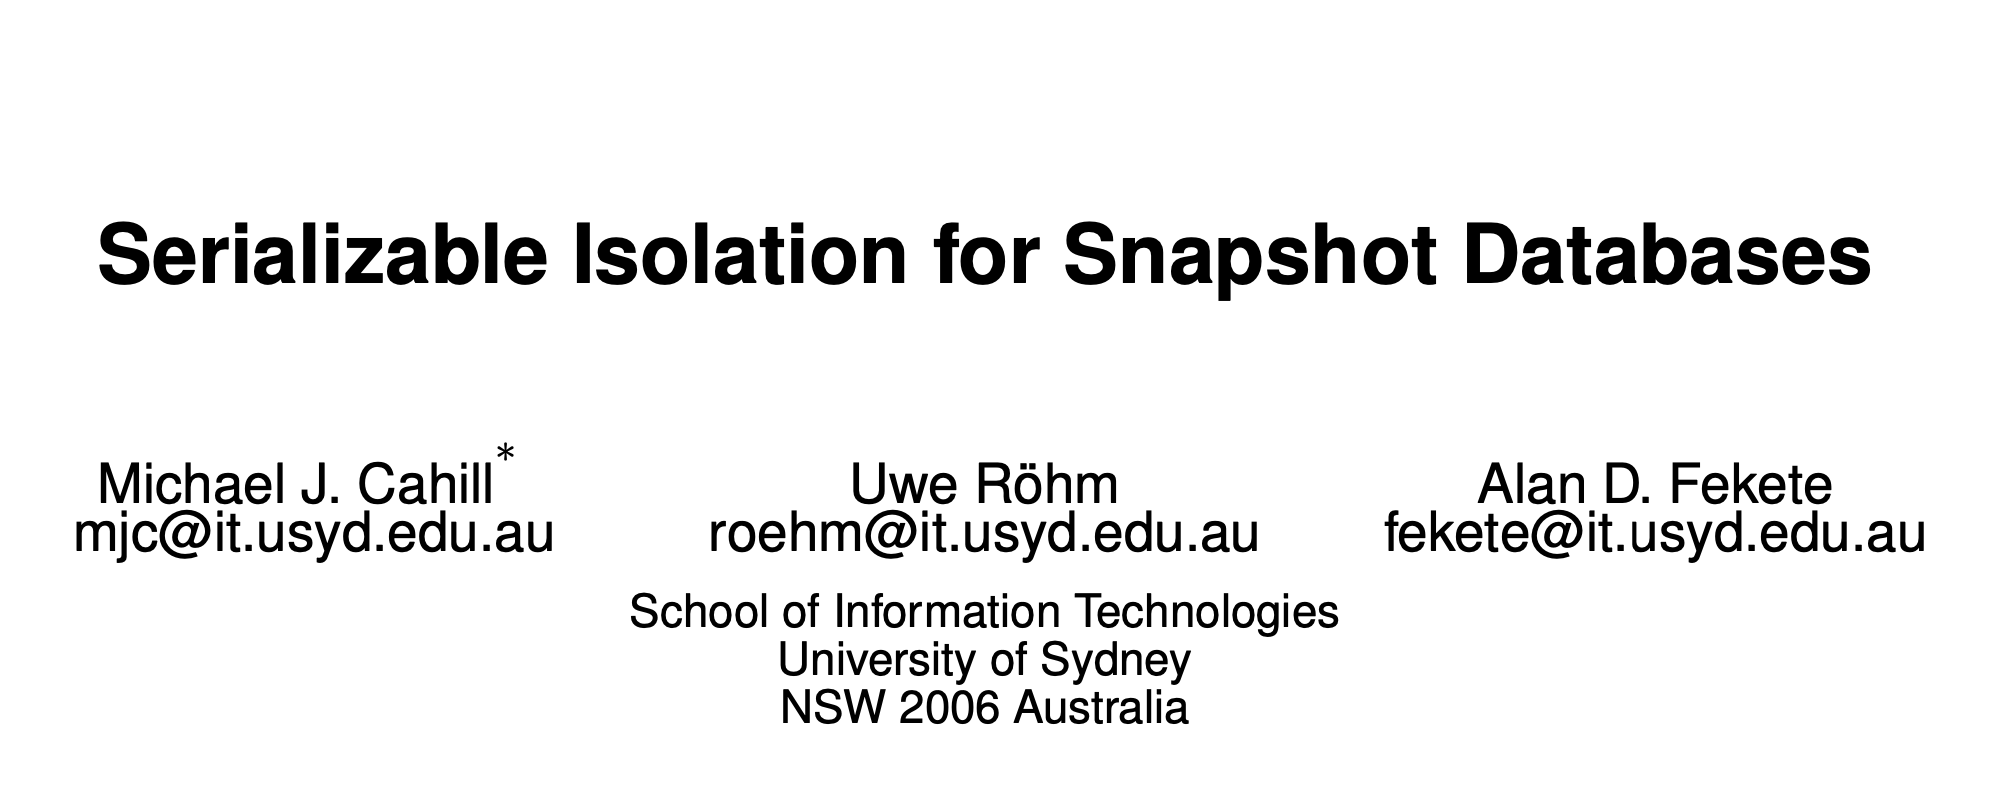 Serializable Isolation for Snapshot Databases
Michael J. Cahill*
mjc@it.usyd.edu.au
Uwe Röhm
roehm@it.usyd.edu.au
Alan D. Fekete
fekete@it.usyd.edu.au
School of Information Technologies
University of Sydney
NSW 2006 Australia